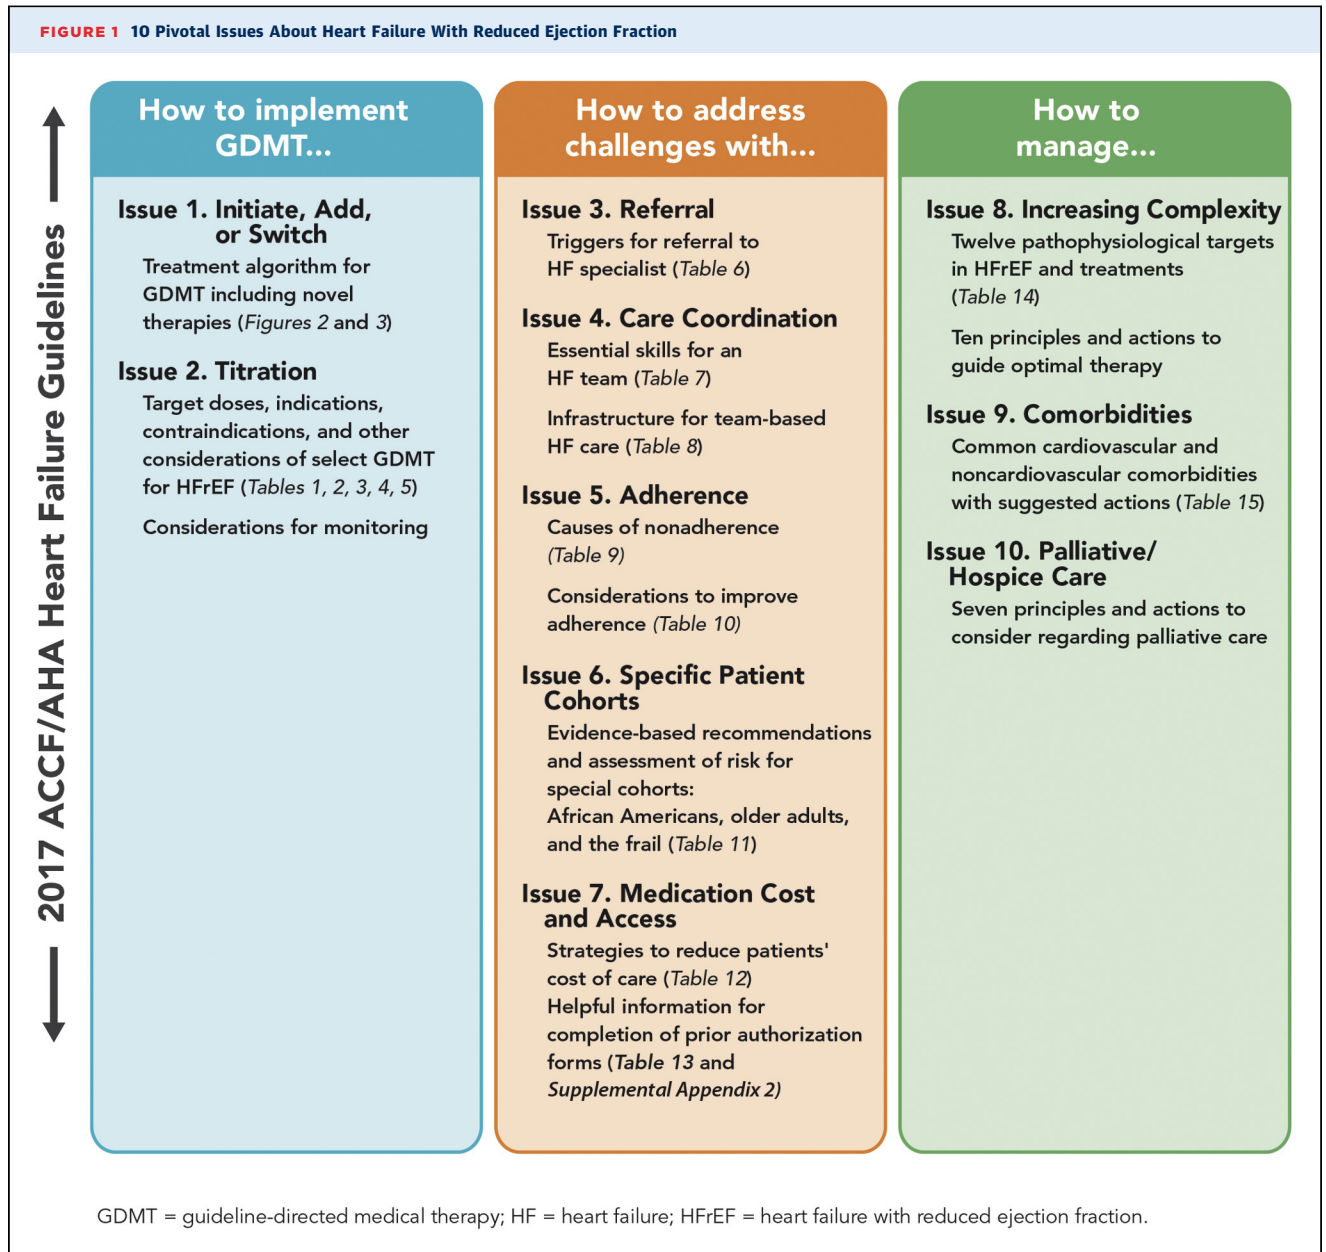 FIGURE 1 10 Pivotal Issues About Heart Failure With Reduced Ejection Fraction
2017 ACCF/AHA Heart Failure Guidelines
How to implement
GDMT...
Issue 1. Initiate, Add,
or Switch
Treatment algorithm for
GDMT including novel
therapies (Figures 2 and 3)
Issue 2. Titration
Target doses, indications,
contraindications, and other
considerations of select GDMT
for HFrEF (Tables 1, 2, 3, 4, 5)
Considerations for monitoring
How to address
challenges with...
Issue 3. Referral
Triggers for referral to
HF specialist (Table 6)
Issue 4. Care Coordination
Essential skills for an
HF team (Table 7)
Infrastructure for team-based
HF care (Table 8)
Issue 5. Adherence
Causes of nonadherence
(Table 9)
Considerations to improve
adherence (Table 10)
Issue 6. Specific Patient
Cohorts
Evidence-based recommendations
and assessment of risk for
special cohorts:
African Americans, older adults,
and the frail (Table 11)
Issue 7. Medication Cost
and Access
Strategies to reduce patients'
cost of care (Table 12)
Helpful information for
completion of prior authorization
forms (Table 13 and
Supplemental Appendix 2)
How to
manage...
Issue 8. Increasing Complexity
Twelve pathophysiological targets
in HFrEF and treatments
(Table 14)
Ten principles and actions to
guide optimal therapy
Issue 9. Comorbidities
Common cardiovascular and
noncardiovascular comorbidities
with suggested actions (Table 15)
Issue 10. Palliative/
Hospice Care
Seven principles and actions to
consider regarding palliative care
GDMT = guideline-directed medical therapy; HF = heart failure; HFrEF = heart failure with reduced ejection fraction.